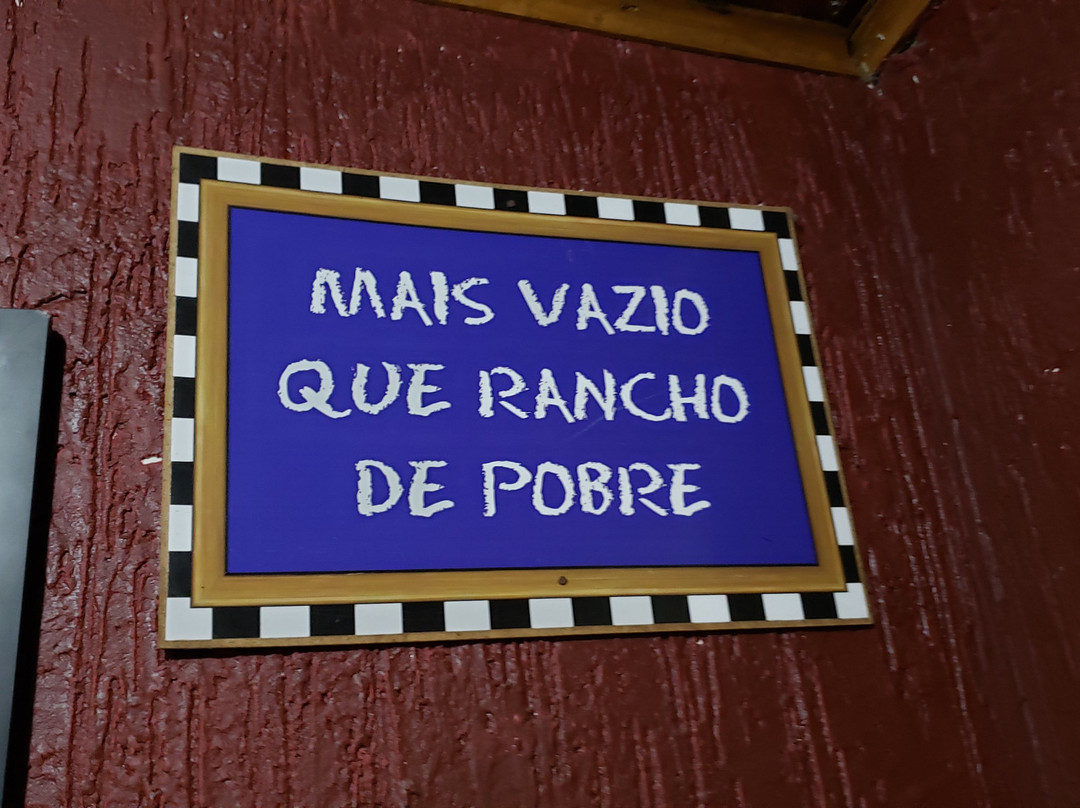 MAIS VAZIO
QUE RANCHO
DE POBRE